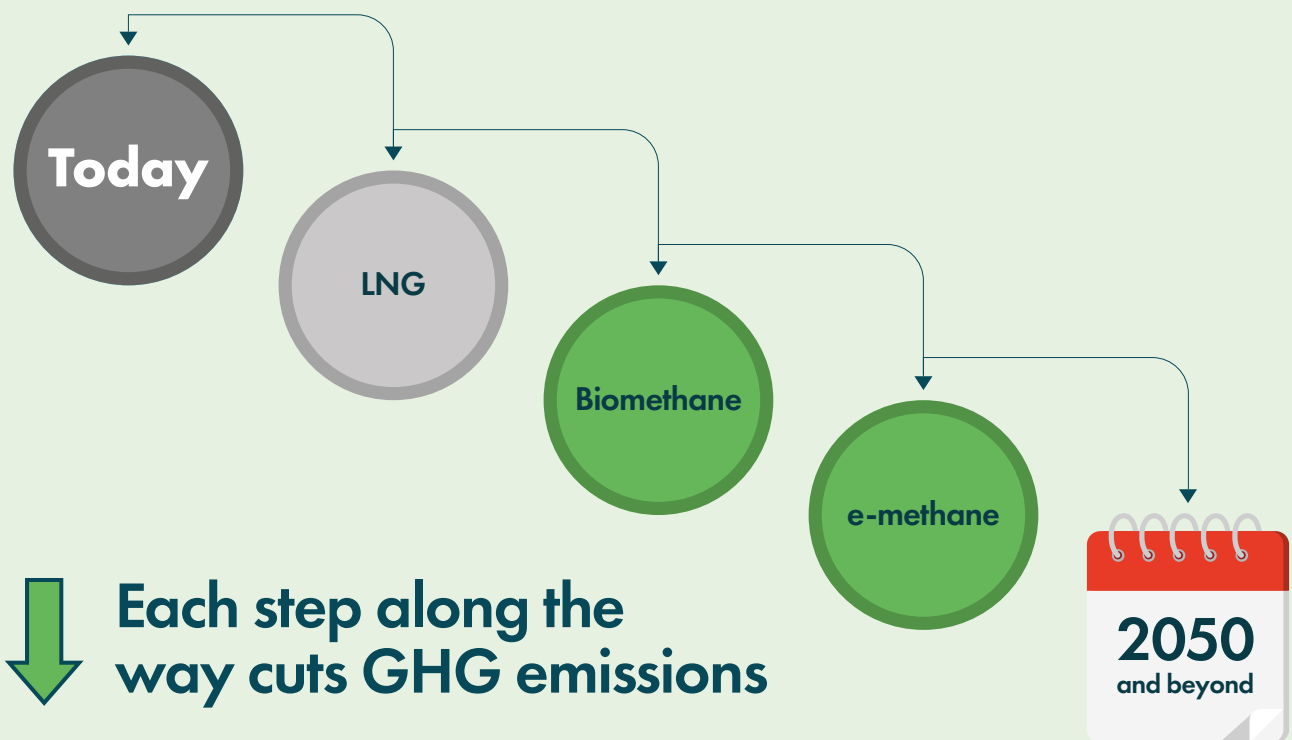 Today
LNG
Biomethane
e-methane
Each step along the
way cuts GHG emissions
2050
and beyond